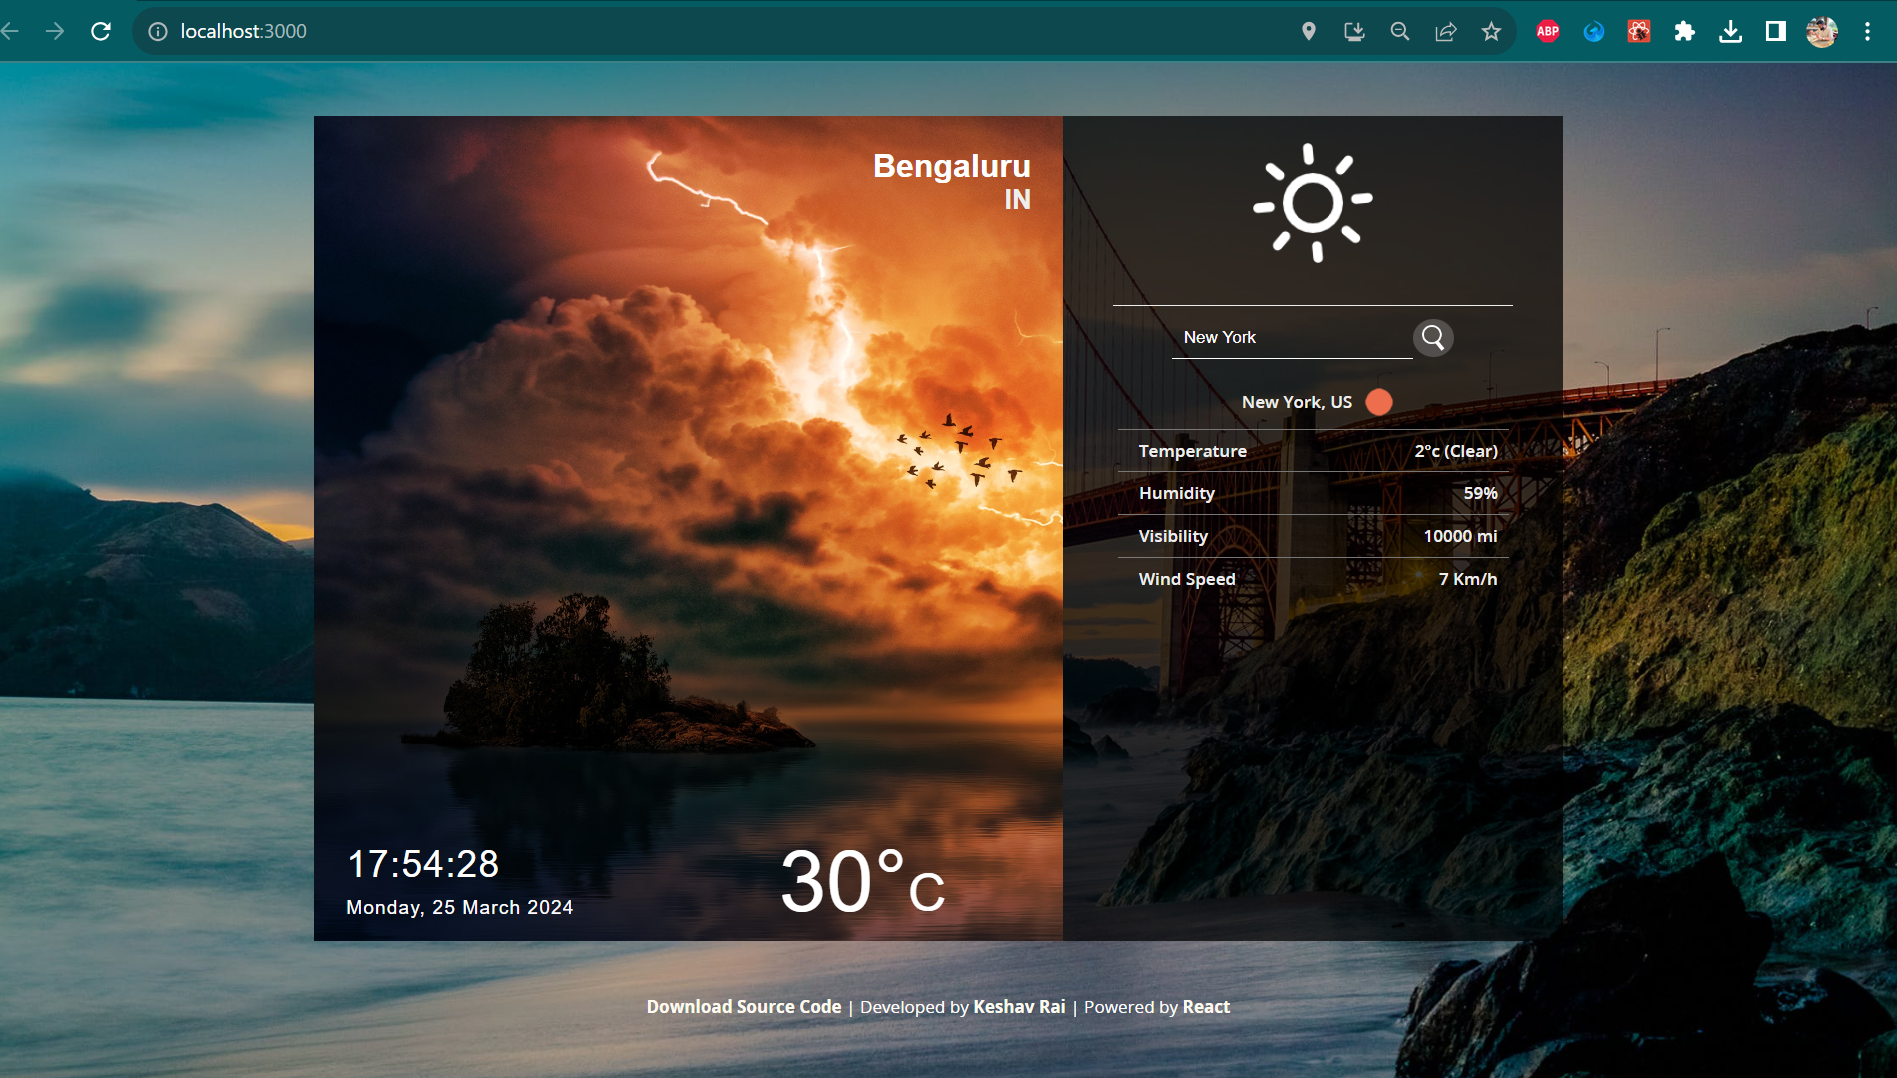 localhost:3000
ABP
Bengaluru
IN
17:54:28
Monday, 25 March 2024
30°C
New York
New York, US
Temperature 2°c (Clear)
Humidity 59%
Visibility 10000 mi
Wind Speed 7 Km/h
Download Source Code | Developed by Keshav Rai | Powered by React